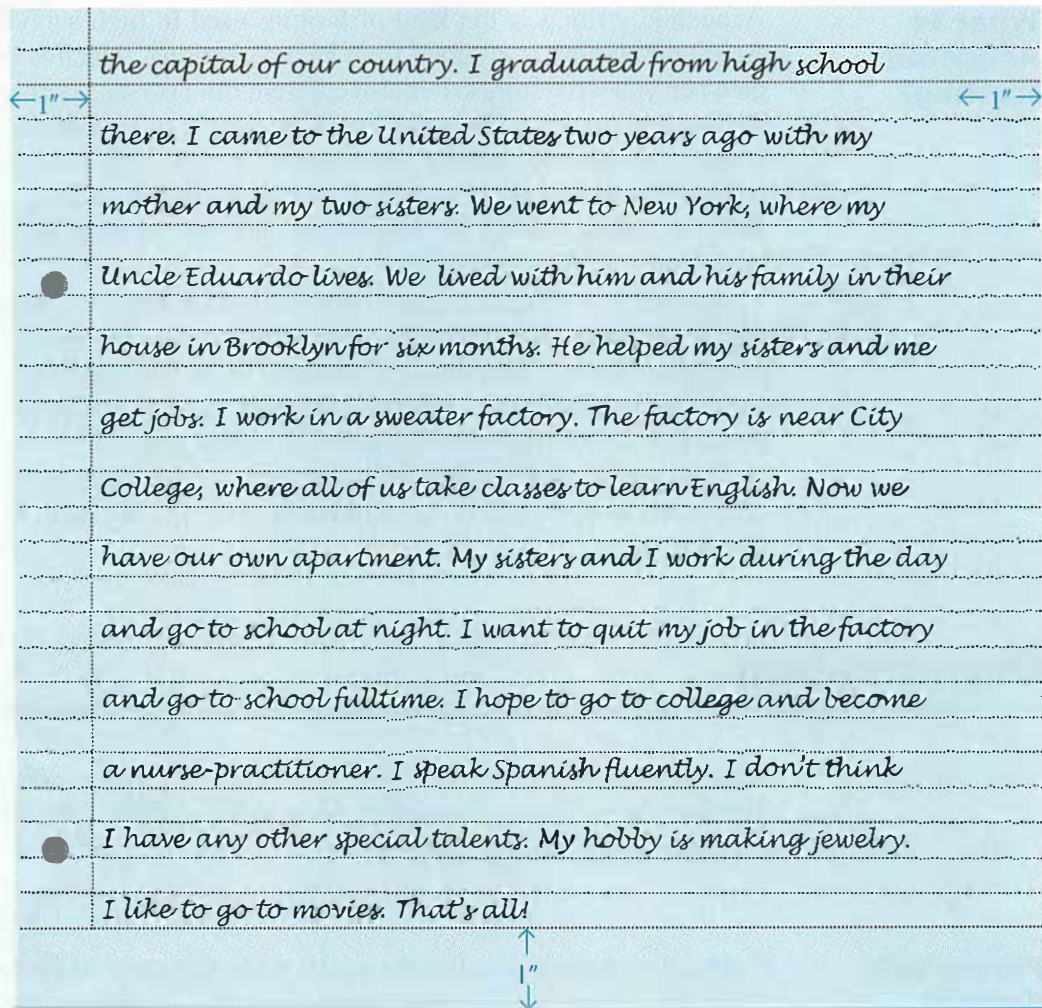 the capital of our country. I graduated from high school
←1"→ ←1"→
there. I came to the United States two years ago with my
mother and my two sisters. We went to New York, where my
Uncle Eduardo lives. We lived with him and his family in their
house in Brooklyn for six months. He helped my sisters and me
get jobs. I work in a sweater factory. The factory is near City
College, where all of us take classes to learn English. Now we
have our own apartment. My sisters and I work during the day
and go to school at night. I want to quit my job in the factory
and go to school fulltime. I hope to go to college and become
a nurse-practitioner. I speak Spanish fluently. I don't think
I have any other special talents. My hobby is making jewelry.
I like to go to movies. That's all!
1"